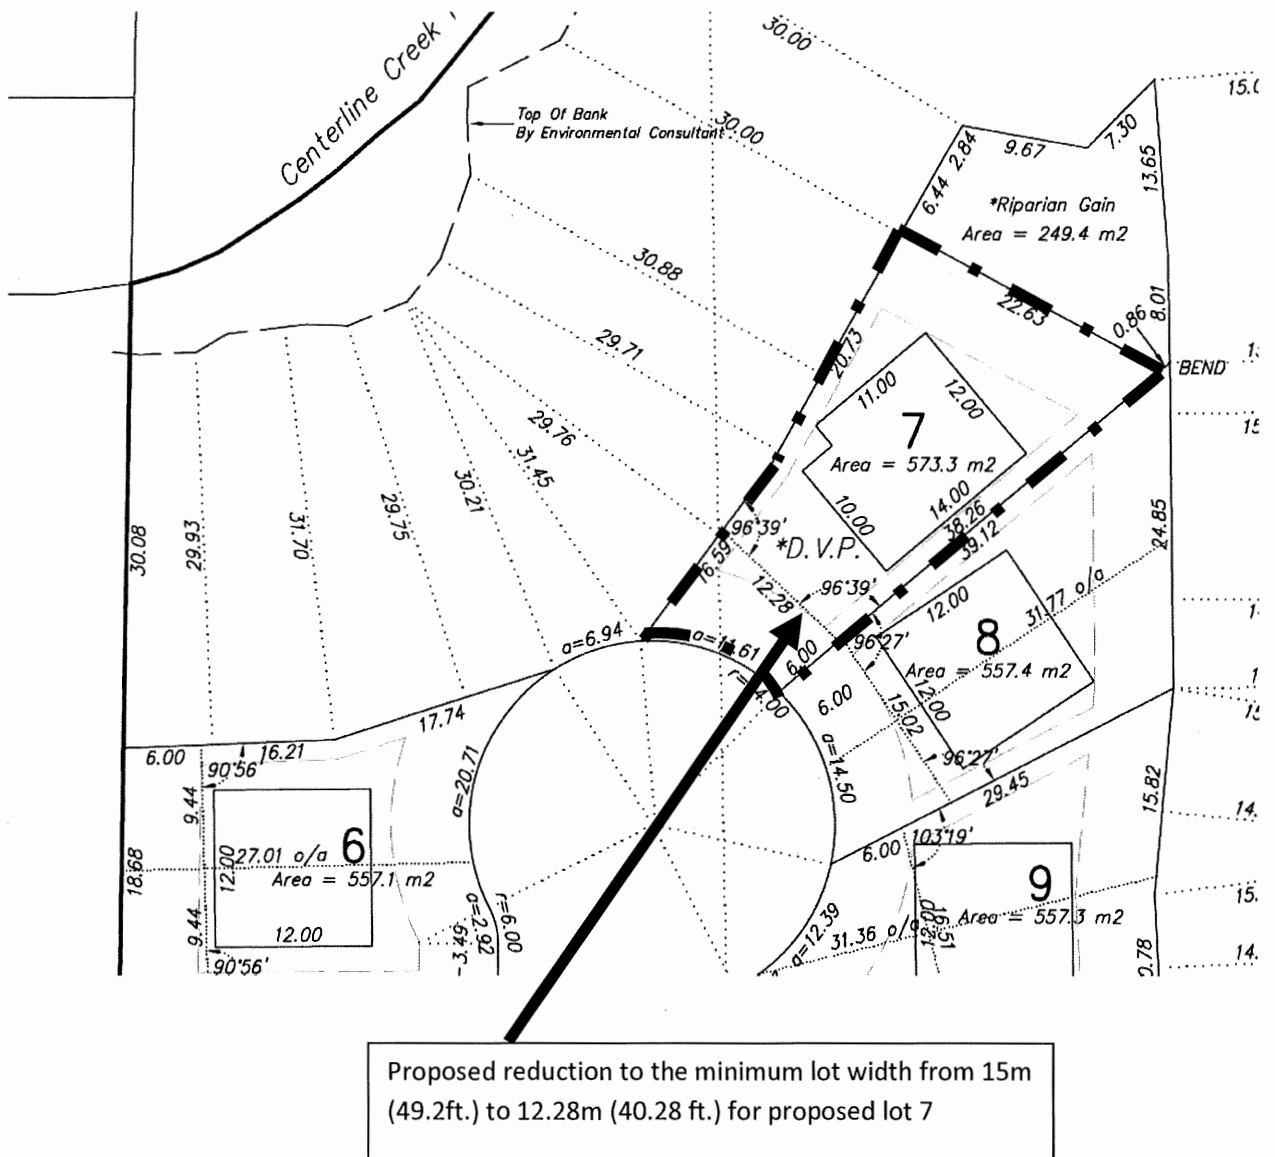 30.00
15.0
Centerline Creek
Top Of Bank
By Environmental Consultant
30.00
6.44 2.84
9.67
7.30
13.65
*Riparian Gain
Area = 249.4 m2
30.88
22.63
0.86
8.01
BEND
29.71
20.73
11.00
12.00
7
Area = 573.3 m2
15
29.76
31.45
30.21
29.75
31.70
29.93
30.08
10.00
14.00
38.26
39.12
24.85
96°39'
*D.V.P.
16.59
12.28
96°39'
12.00
31.77 o/a
8
Area = 557.4 m2
96°27'
a=6.94
a=11.61
6.00
6.00
12.00
15.02
96°27'
a=14.50
17.74
6.00
16.21
90°56'
a=20.71
29.45
15.82
14.
9.44
12.00
27.01 o/a
6
Area = 557.1 m2
18.68
6.00
103°19'
9
Area = 557.3 m2
15.
9.44
12.00
90°56'
-3.49
a=2.92
r=6.00
a=12.39
31.36 o/a
16.51
14.
Proposed reduction to the minimum lot width from 15m
(49.2ft.) to 12.28m (40.28 ft.) for proposed lot 7